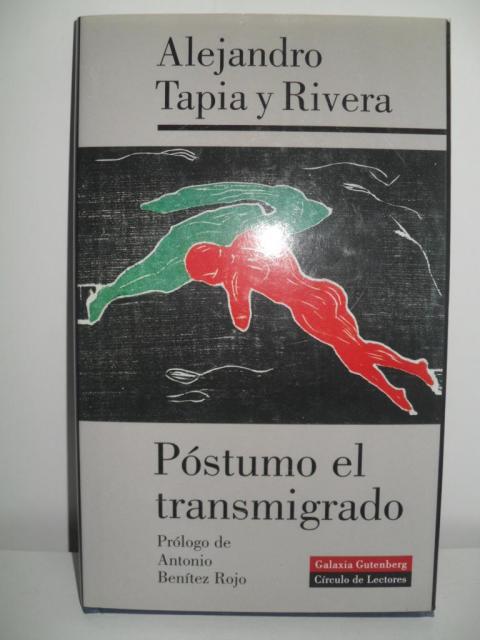 Alejandro
Tapia y Rivera
Póstumo el
transmigrado
Prólogo de
Antonio
Benítez Rojo
Galaxia Gutenberg
Círculo de Lectores